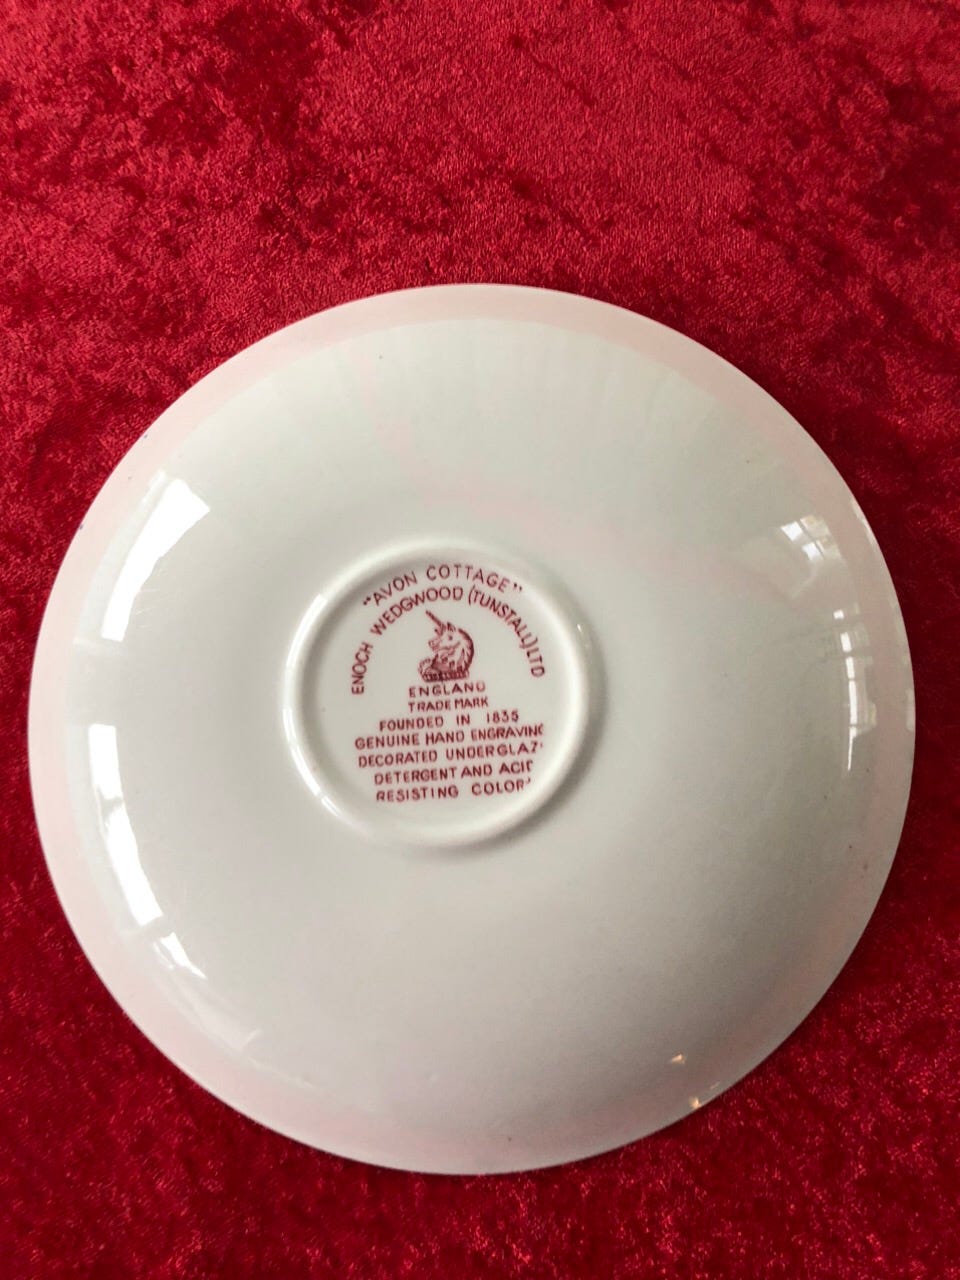 "AVON COTTAGE"
ENOCH WEDGWOOD (TUNSTALL) LTD
ENGLAND
TRADE MARK
FOUNDED IN 1835
GENUINE HAND ENGRAVING
DECORATED UNDERGLAZ
DETERGENT AND ACID
RESISTING COLOR